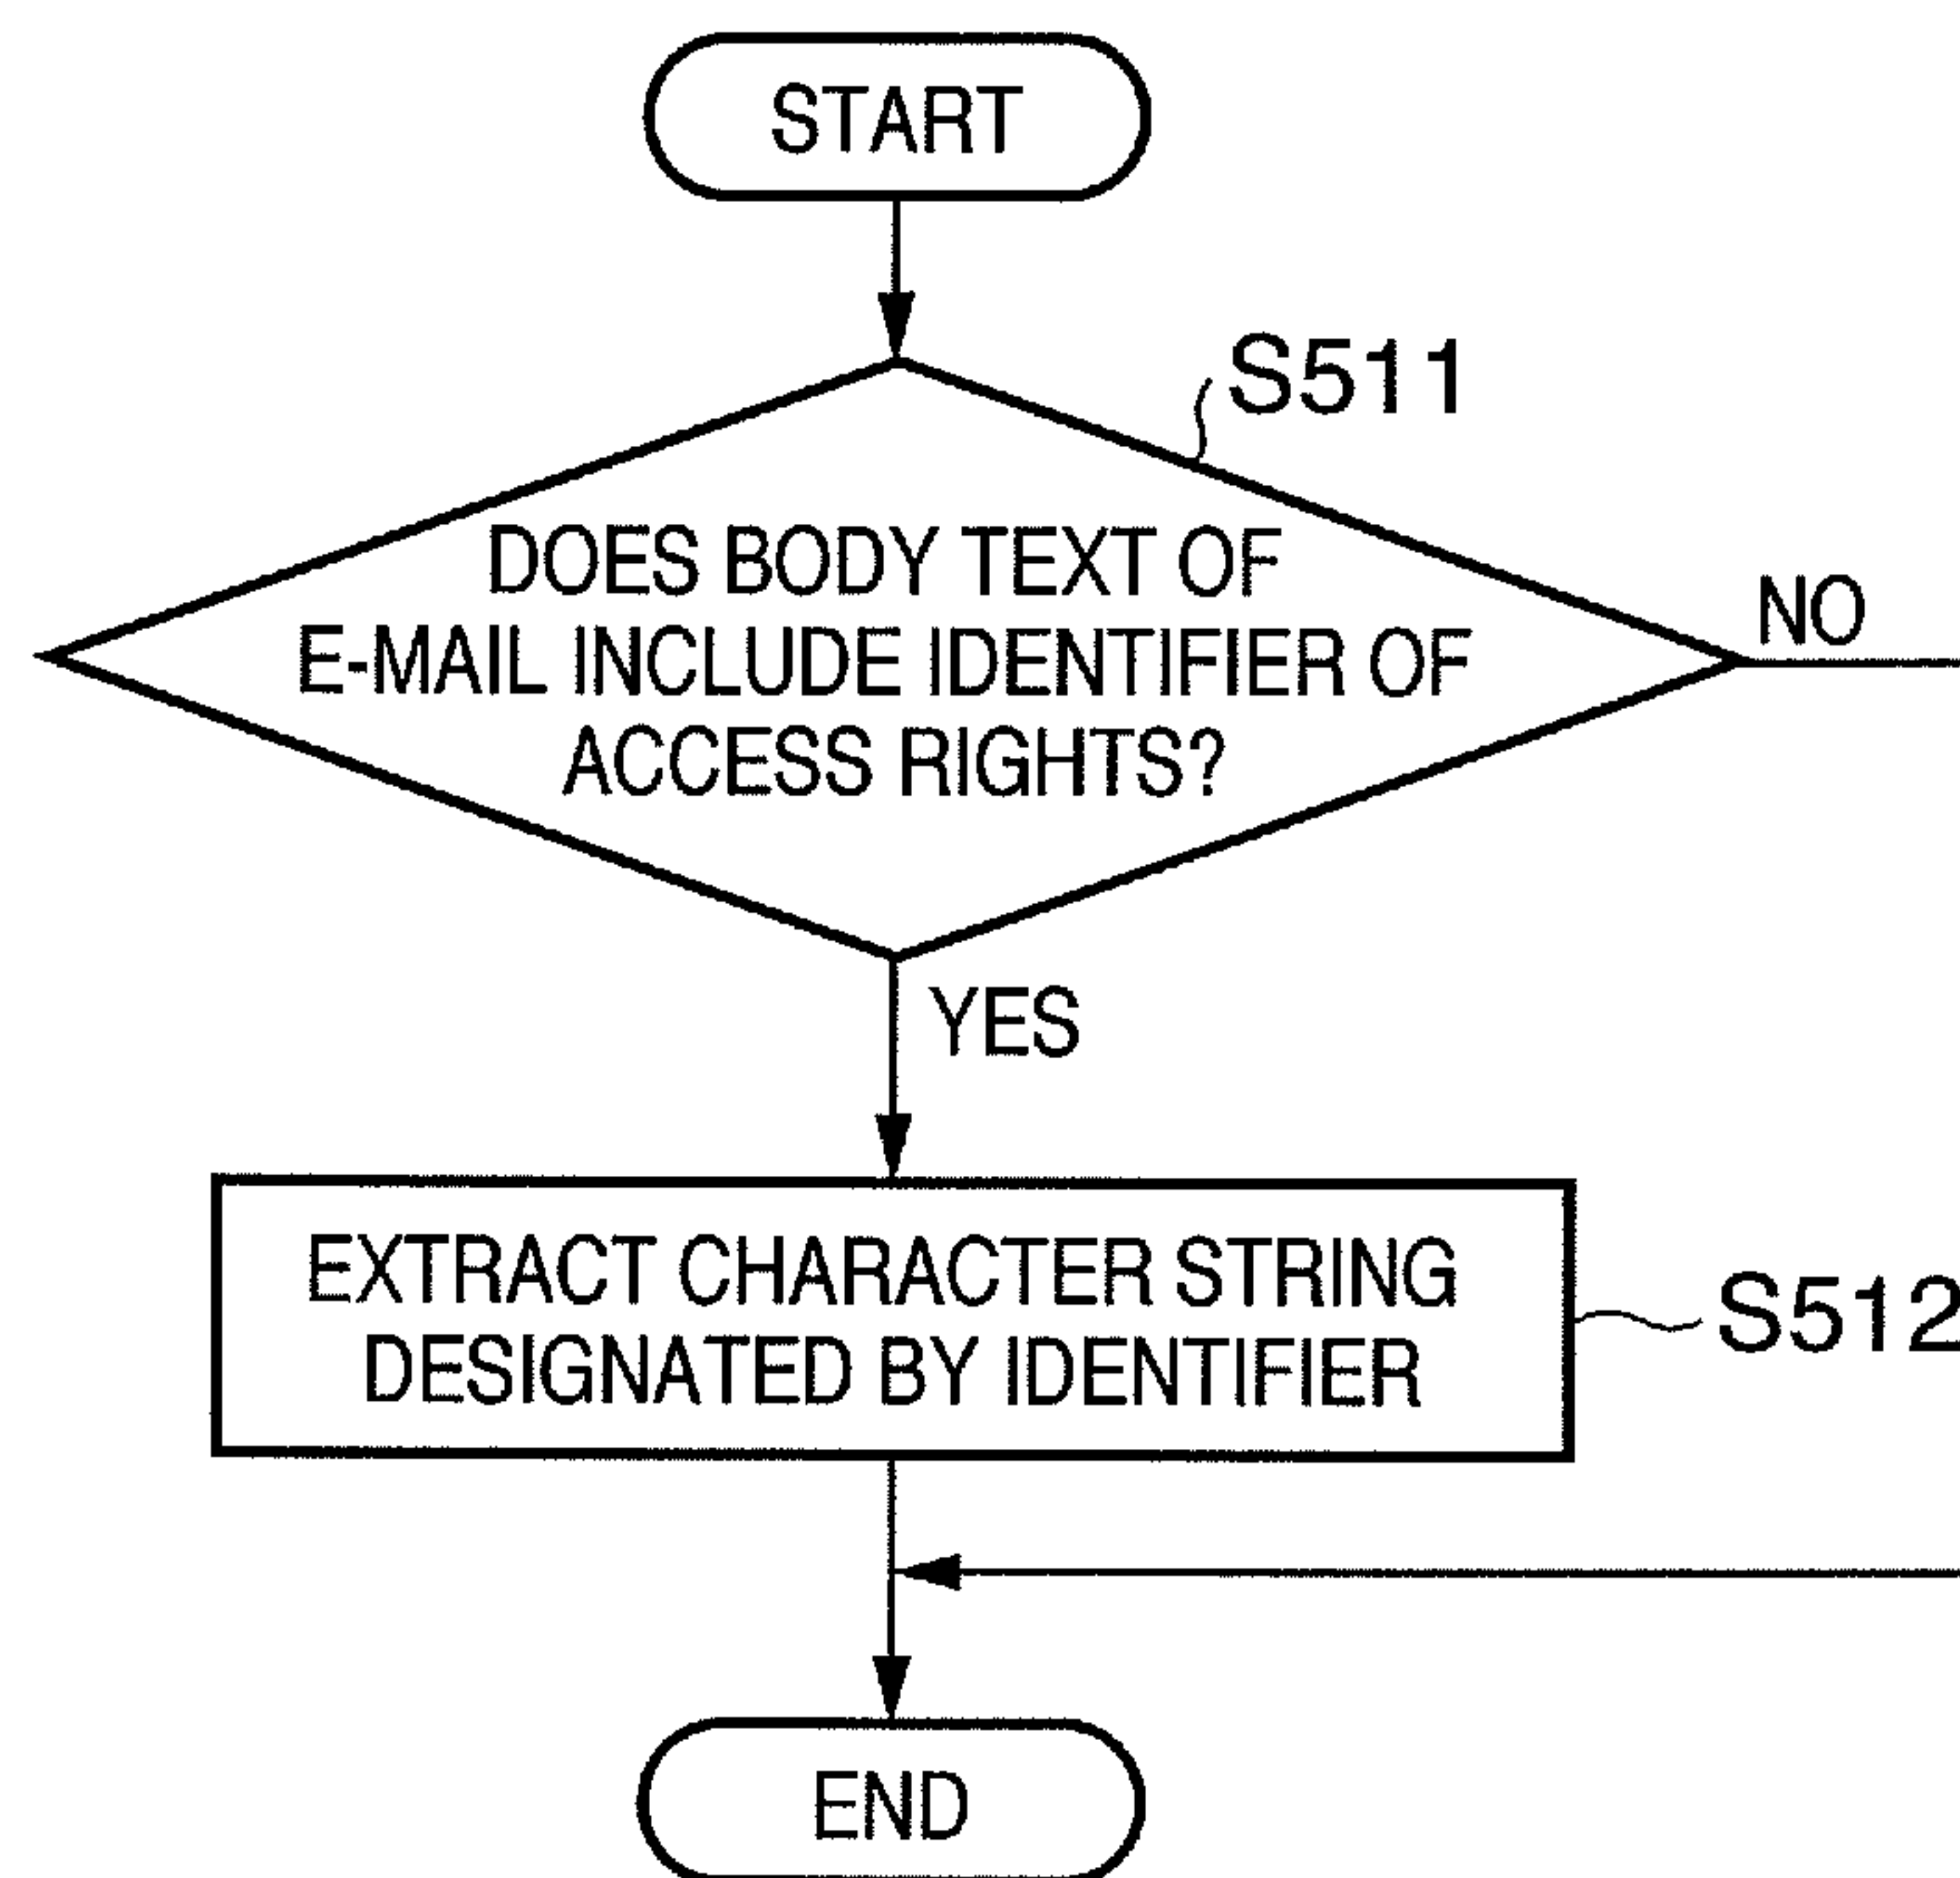 START
S511
DOES BODY TEXT OF
E-MAIL INCLUDE IDENTIFIER OF
ACCESS RIGHTS?
NO
YES
EXTRACT CHARACTER STRING
DESIGNATED BY IDENTIFIER
S512
END